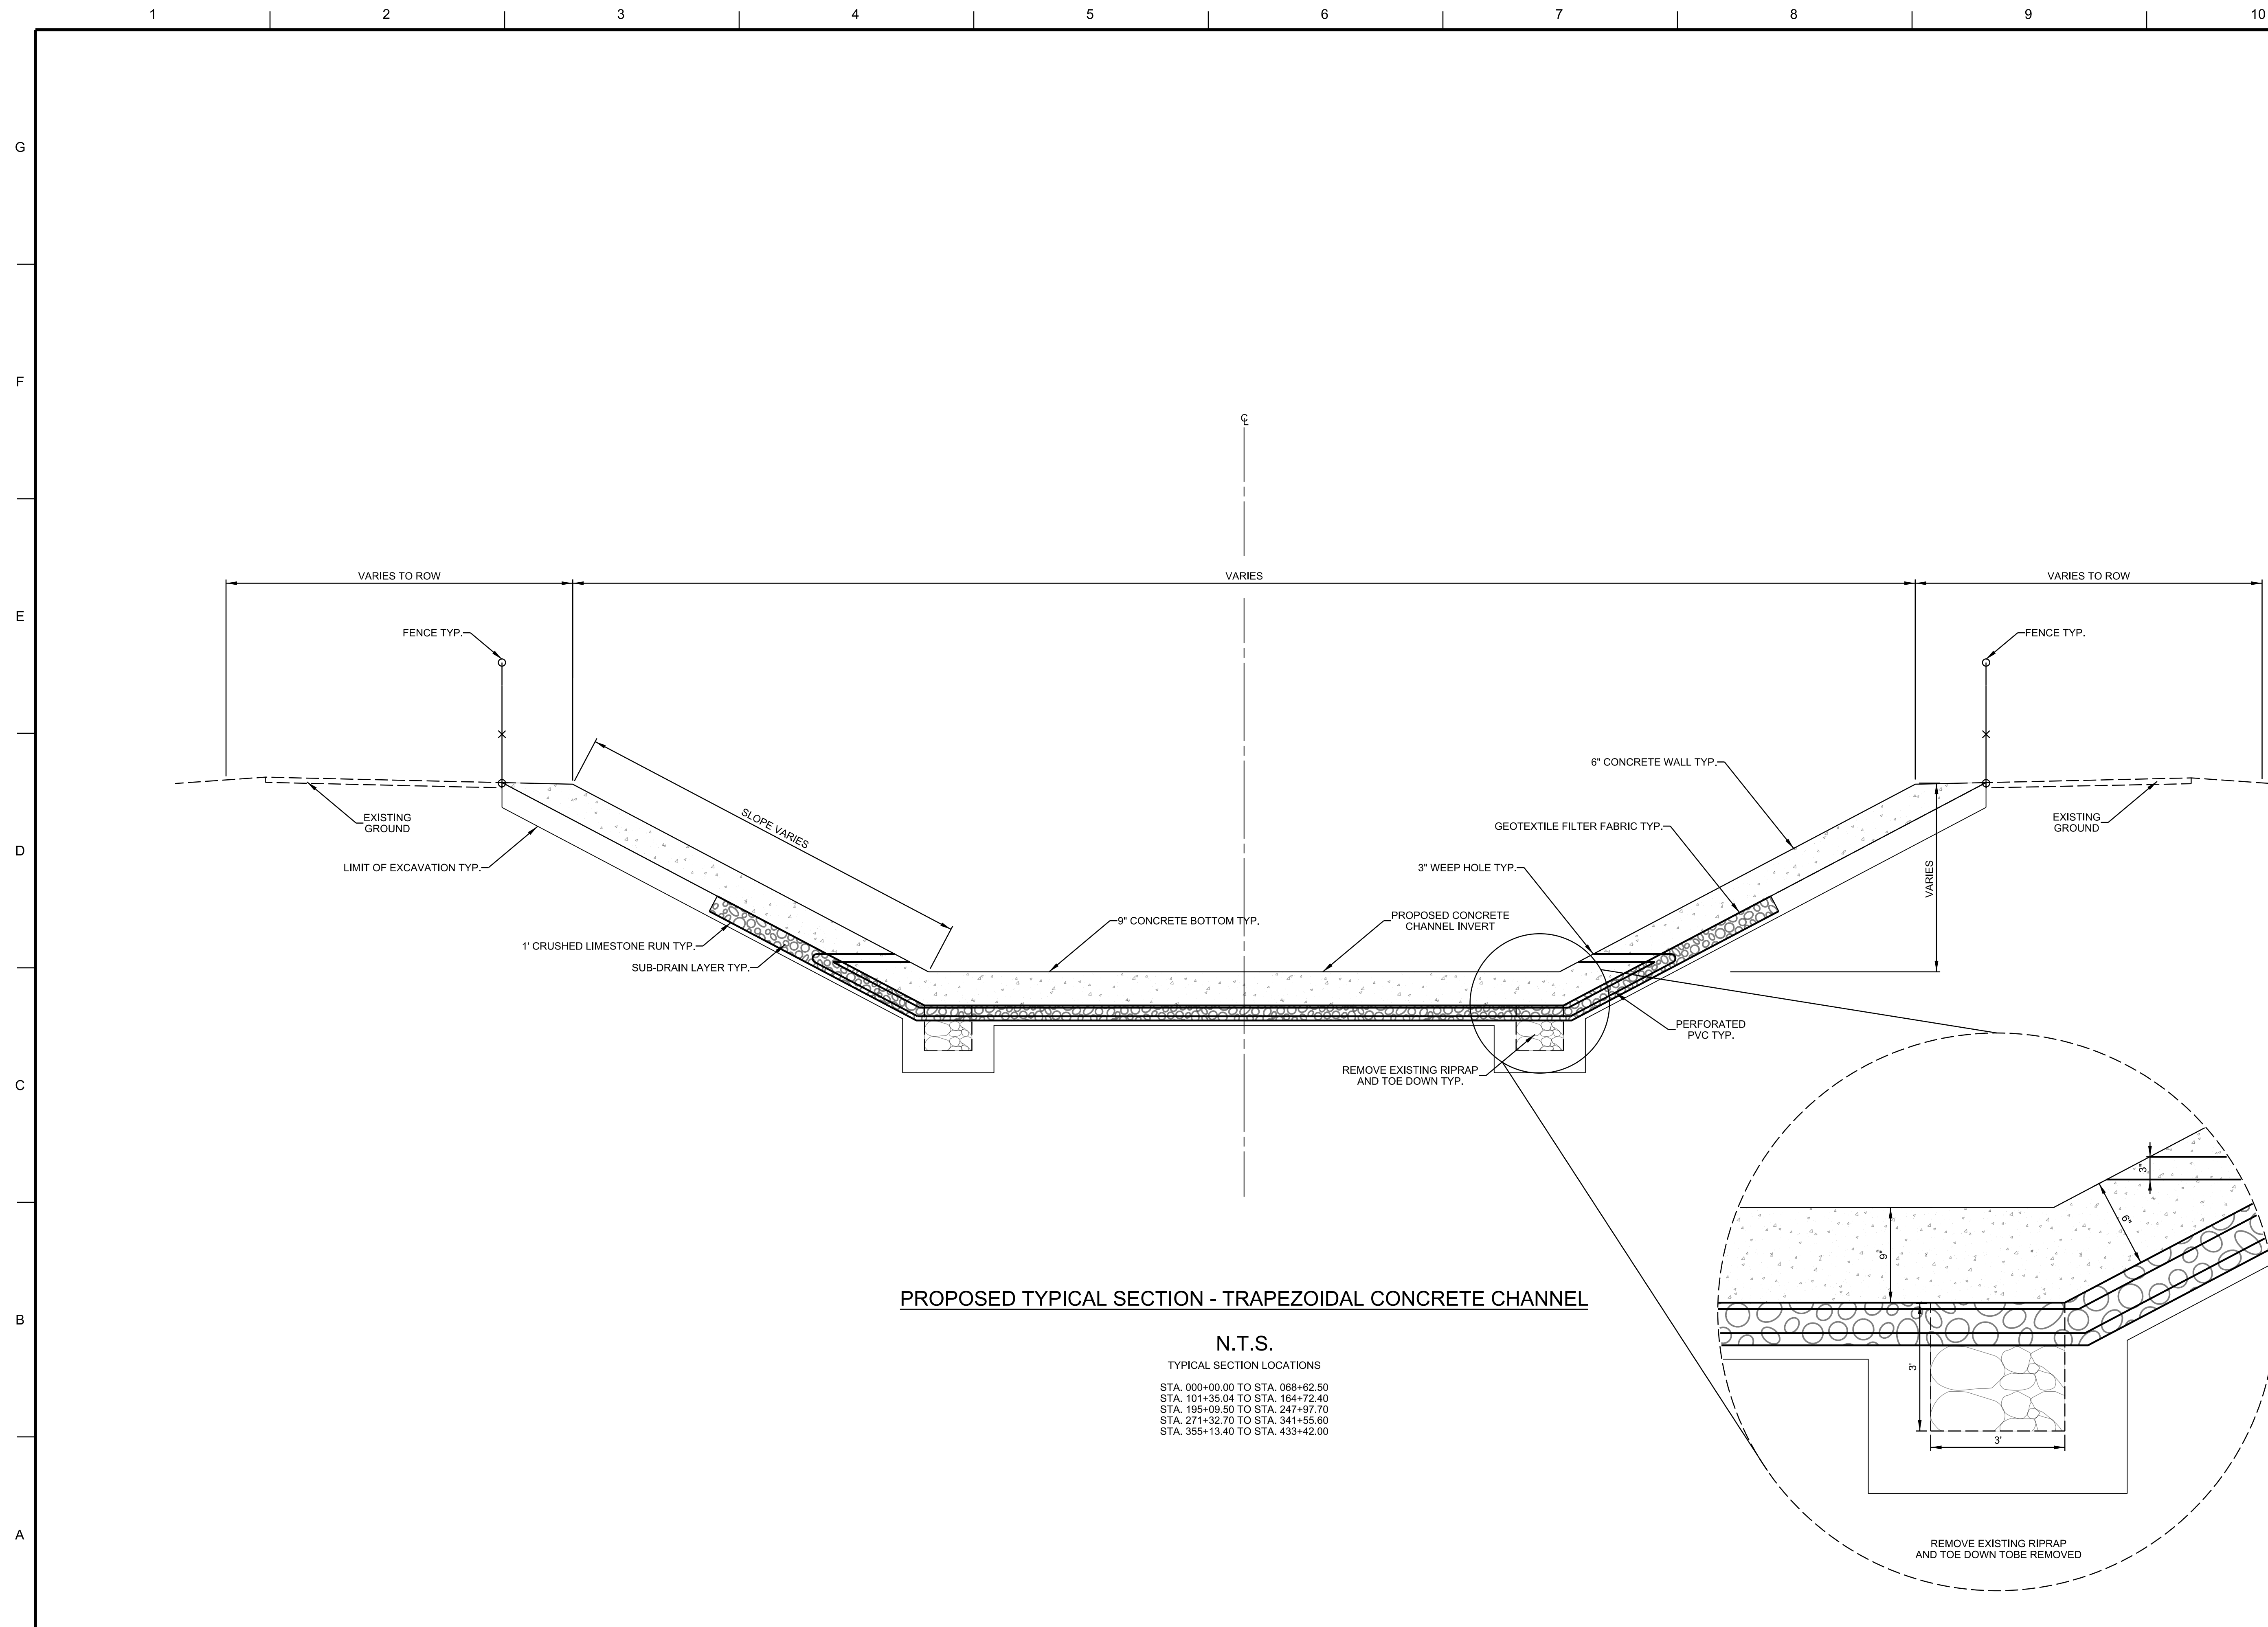 1 2 3 4 5 6 7 8 9 10
G
F
E
D
C
B
A
℄
VARIES TO ROW
VARIES
VARIES TO ROW
FENCE TYP.
FENCE TYP.
6" CONCRETE WALL TYP.
SLOPE VARIES
EXISTING
GROUND
EXISTING
GROUND
GEOTEXTILE FILTER FABRIC TYP.
LIMIT OF EXCAVATION TYP.
3" WEEP HOLE TYP.
VARIES
9" CONCRETE BOTTOM TYP.
PROPOSED CONCRETE
CHANNEL INVERT
1' CRUSHED LIMESTONE RUN TYP.
SUB-DRAIN LAYER TYP.
PERFORATED
PVC TYP.
REMOVE EXISTING RIPRAP
AND TOE DOWN TYP.
3"
6"
9"
3'
3'
REMOVE EXISTING RIPRAP
AND TOE DOWN TOBE REMOVED
PROPOSED TYPICAL SECTION - TRAPEZOIDAL CONCRETE CHANNEL
N.T.S.
TYPICAL SECTION LOCATIONS
STA. 000+00.00 TO STA. 068+62.50
STA. 101+35.04 TO STA. 164+72.40
STA. 195+09.50 TO STA. 247+97.70
STA. 271+32.70 TO STA. 341+55.60
STA. 355+13.40 TO STA. 433+42.00